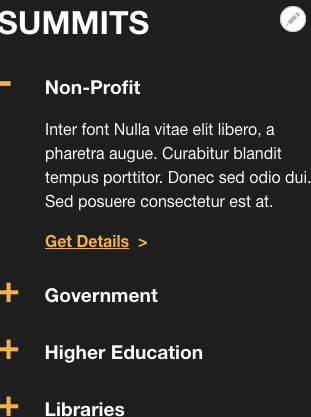 SUMMITS
Non-Profit
Inter font Nulla vitae elit libero, a
pharetra augue. Curabitur blandit
tempus porttitor. Donec sed odio dui.
Sed posuere consectetur est at.
Get Details >
Government
Higher Education
Libraries